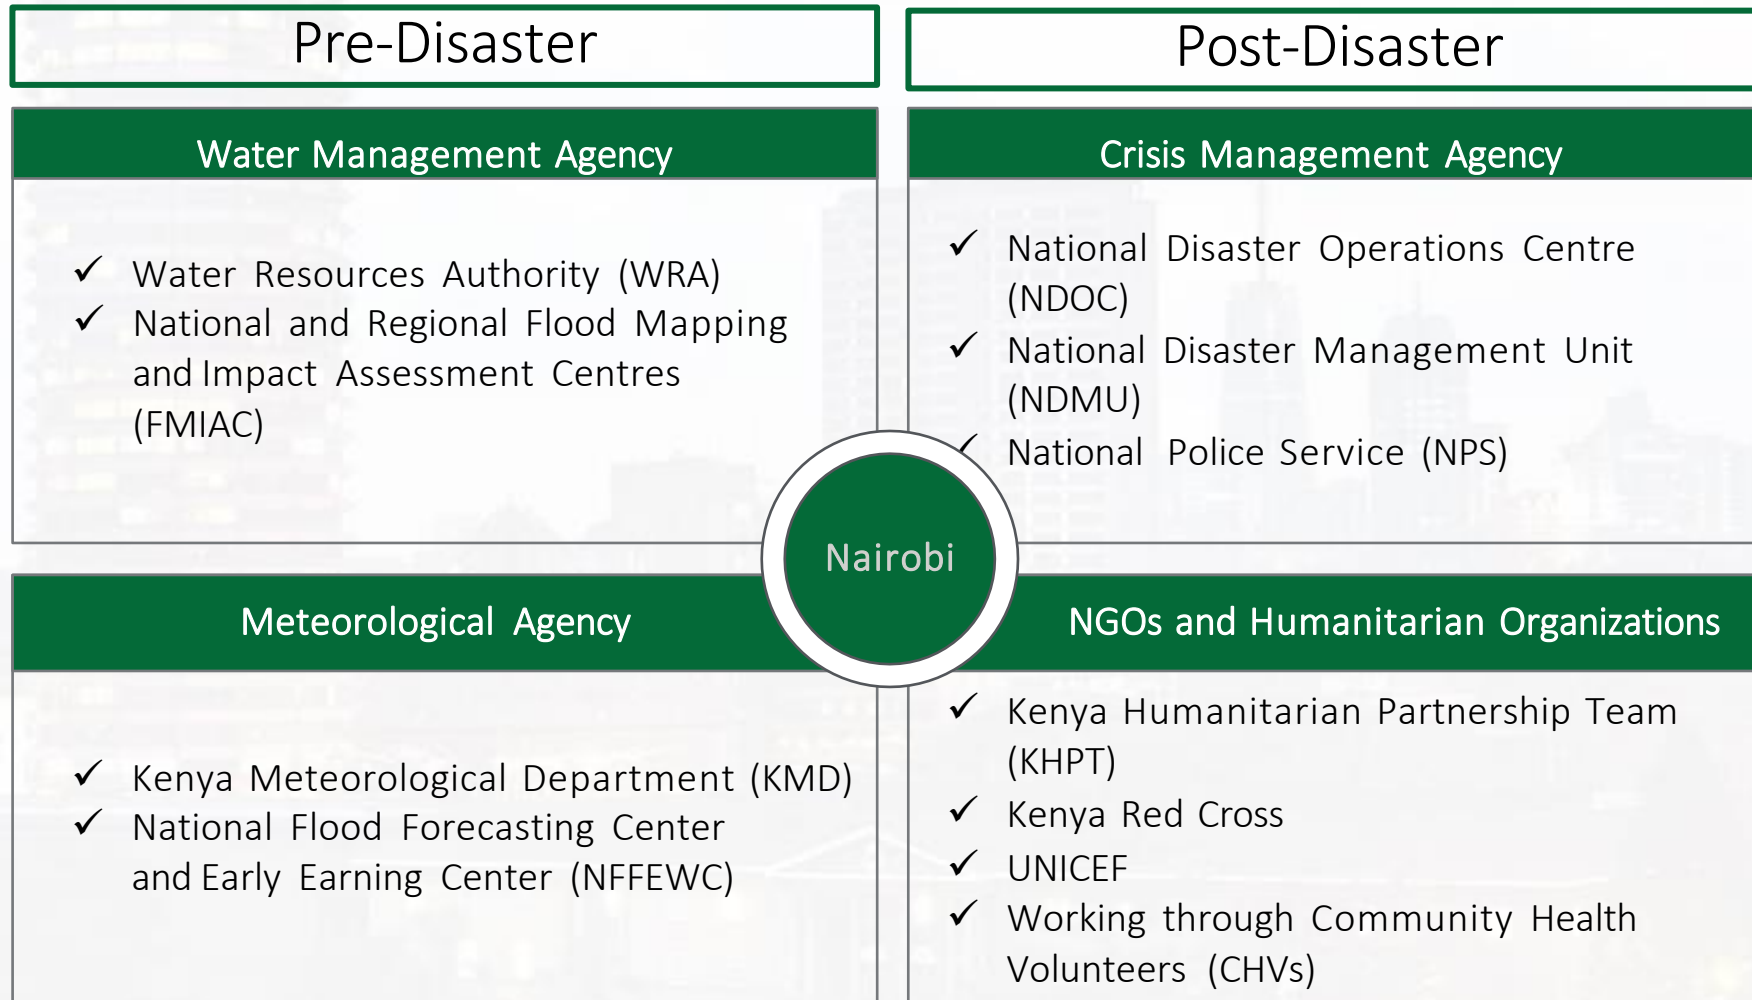 Pre-Disaster
Post-Disaster
Water Management Agency
✓ Water Resources Authority (WRA)
✓ National and Regional Flood Mapping
and Impact Assessment Centres
(FMIAC)
Crisis Management Agency
✓ National Disaster Operations Centre
(NDOC)
✓ National Disaster Management Unit
(NDMU)
✓ National Police Service (NPS)
Nairobi
Meteorological Agency
✓ Kenya Meteorological Department (KMD)
✓ National Flood Forecasting Center
and Early Earning Center (NFFEWC)
NGOs and Humanitarian Organizations
✓ Kenya Humanitarian Partnership Team
(KHPT)
✓ Kenya Red Cross
✓ UNICEF
✓ Working through Community Health
Volunteers (CHVs)